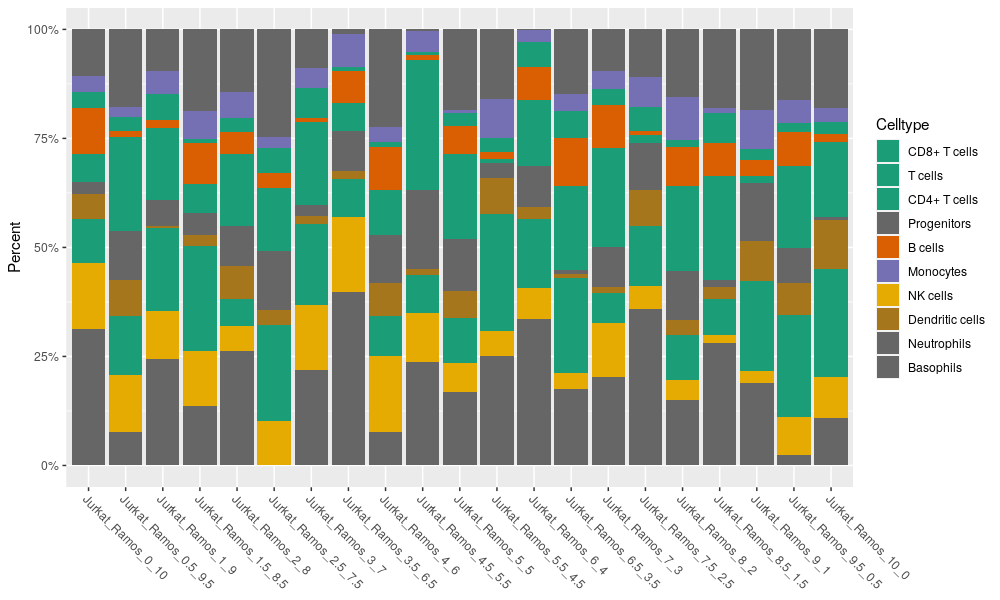 100%
75%
50%
25%
0%
Percent
Jurkat_Ramos_0_10
Jurkat_Ramos_05_9.5
Jurkat_Ramos_1_9
Jurkat_Ramos_1.5_8.5
Jurkat_Ramos_2_8
Jurkat_Ramos_2.5_7.5
Jurkat_Ramos_3_7
Jurkat_Ramos_3.5_6.5
Jurkat_Ramos_4_6
Jurkat_Ramos_4.5_5.5
Jurkat_Ramos_5_5
Jurkat_Ramos_5.5_4.5
Jurkat_Ramos_6_4
Jurkat_Ramos_6.5_3.5
Jurkat_Ramos_7_3
Jurkat_Ramos_7.5_2.5
Jurkat_Ramos_8_2
Jurkat_Ramos_8.5_1.5
Jurkat_Ramos_9_1
Jurkat_Ramos_9.5_0.5
Jurkat_Ramos_10_0
Celltype
CD8+ T cells
T cells
CD4+ T cells
Progenitors
B cells
Monocytes
NK cells
Dendritic cells
Neutrophils
Basophils